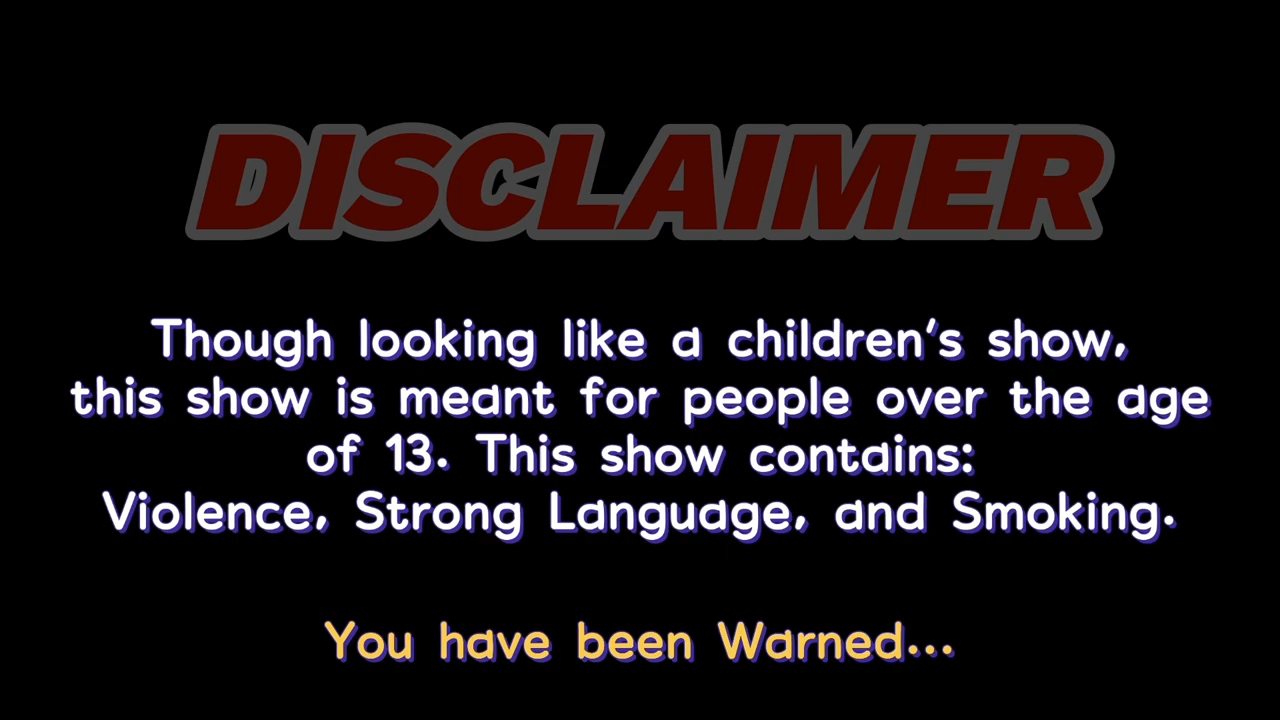 DISCLAIMER
Though looking like a children's show,
this show is meant for people over the age
of 13. This show contains:
Violence, Strong Language, and Smoking.
You have been Warned...